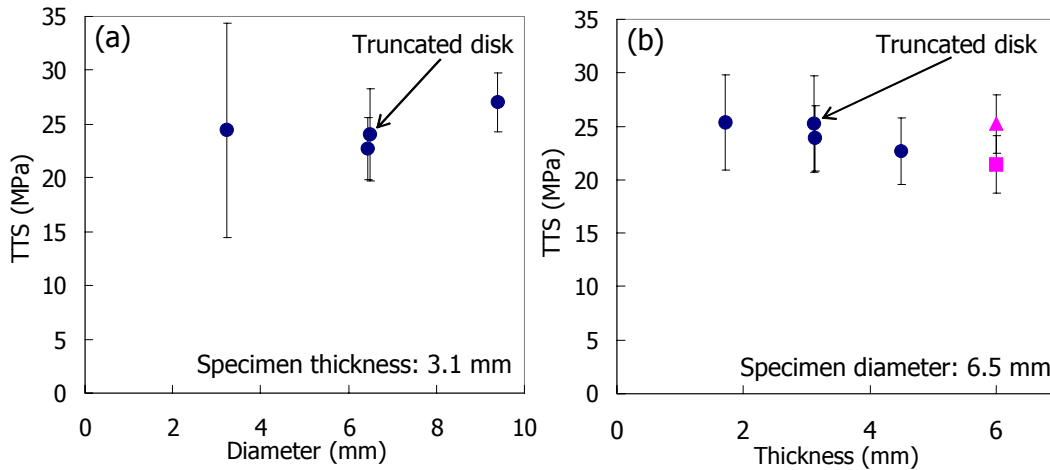 (a)
Truncated disk
35
30
25
20
15
10
5
0
TTS (MPa)
Specimen thickness: 3.1 mm
0 2 4 6 8 10
Diameter (mm)
(b)
Truncated disk
35
30
25
20
15
10
5
0
TTS (MPa)
Specimen diameter: 6.5 mm
0 2 4 6
Thickness (mm)